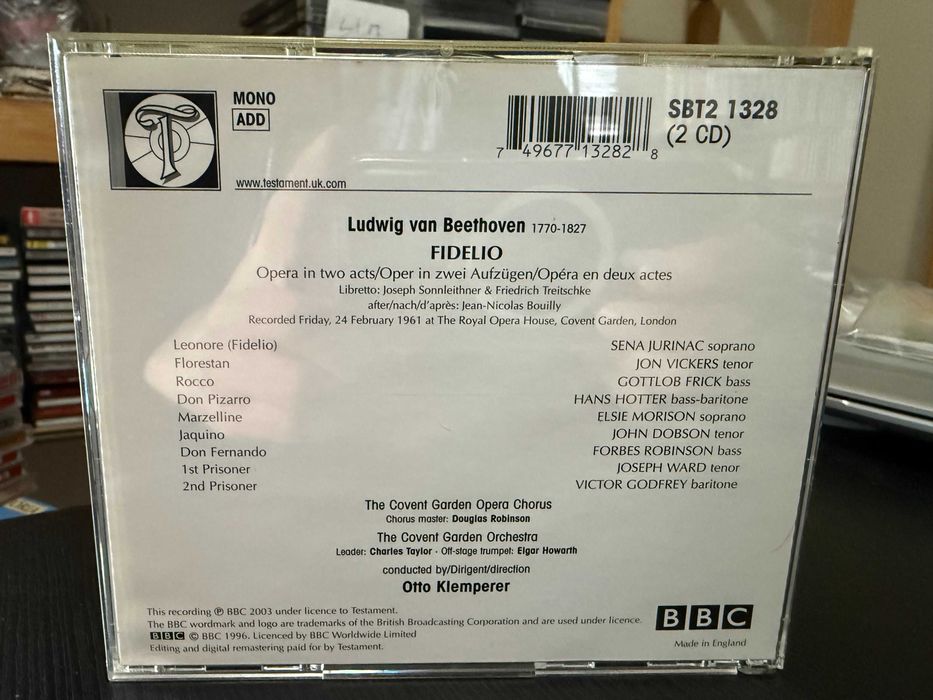 MONO
ADD
SBT2 1328
(2 CD)
7 49677 13282 8
www.testament.uk.com
Ludwig van Beethoven 1770-1827
FIDELIO
Opera in two acts/Oper in zwei Aufzügen/Opéra en deux actes
Libretto: Joseph Sonnleithner & Friedrich Treitschke
after/nach/d'après: Jean-Nicolas Bouilly
Recorded Friday, 24 February 1961 at The Royal Opera House, Covent Garden, London
Leonore (Fidelio) SENA JURINAC soprano
Florestan JON VICKERS tenor
Rocco GOTTLOB FRICK bass
Don Pizarro HANS HOTTER bass-baritone
Marzelline ELSIE MORISON soprano
Jaquino JOHN DOBSON tenor
Don Fernando FORBES ROBINSON bass
1st Prisoner JOSEPH WARD tenor
2nd Prisoner VICTOR GODFREY baritone
The Covent Garden Opera Chorus
Chorus master: Douglas Robinson
The Covent Garden Orchestra
Leader: Charles Taylor · Off-stage trumpet: Elgar Howarth
conducted by/Dirigent/direction
Otto Klemperer
This recording ℗ BBC 2003 under licence to Testament.
The BBC wordmark and logo are trademarks of the British Broadcasting Corporation and are used under licence.
BBC © BBC 1996. Licenced by BBC Worldwide Limited
Editing and digital remastering paid for by Testament.
BBC
Made in England